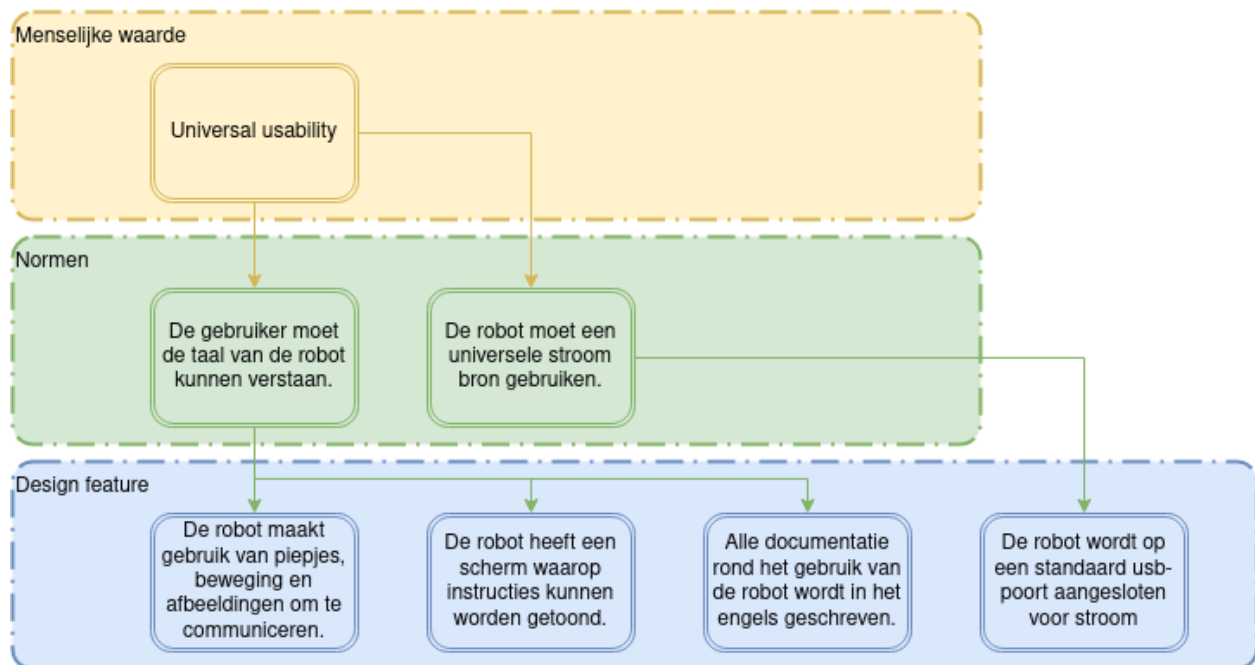 Menselijke waarde
Universal usability
Normen
De gebruiker moet
de taal van de robot
kunnen verstaan.
De robot moet een
universele stroom
bron gebruiken.
Design feature
De robot maakt
gebruik van piepjes,
beweging en
afbeeldingen om te
communiceren.
De robot heeft een
scherm waarop
instructies kunnen
worden getoond.
Alle documentatie
rond het gebruik van
de robot wordt in het
engels geschreven.
De robot wordt op
een standaard usb-
poort aangesloten
voor stroom